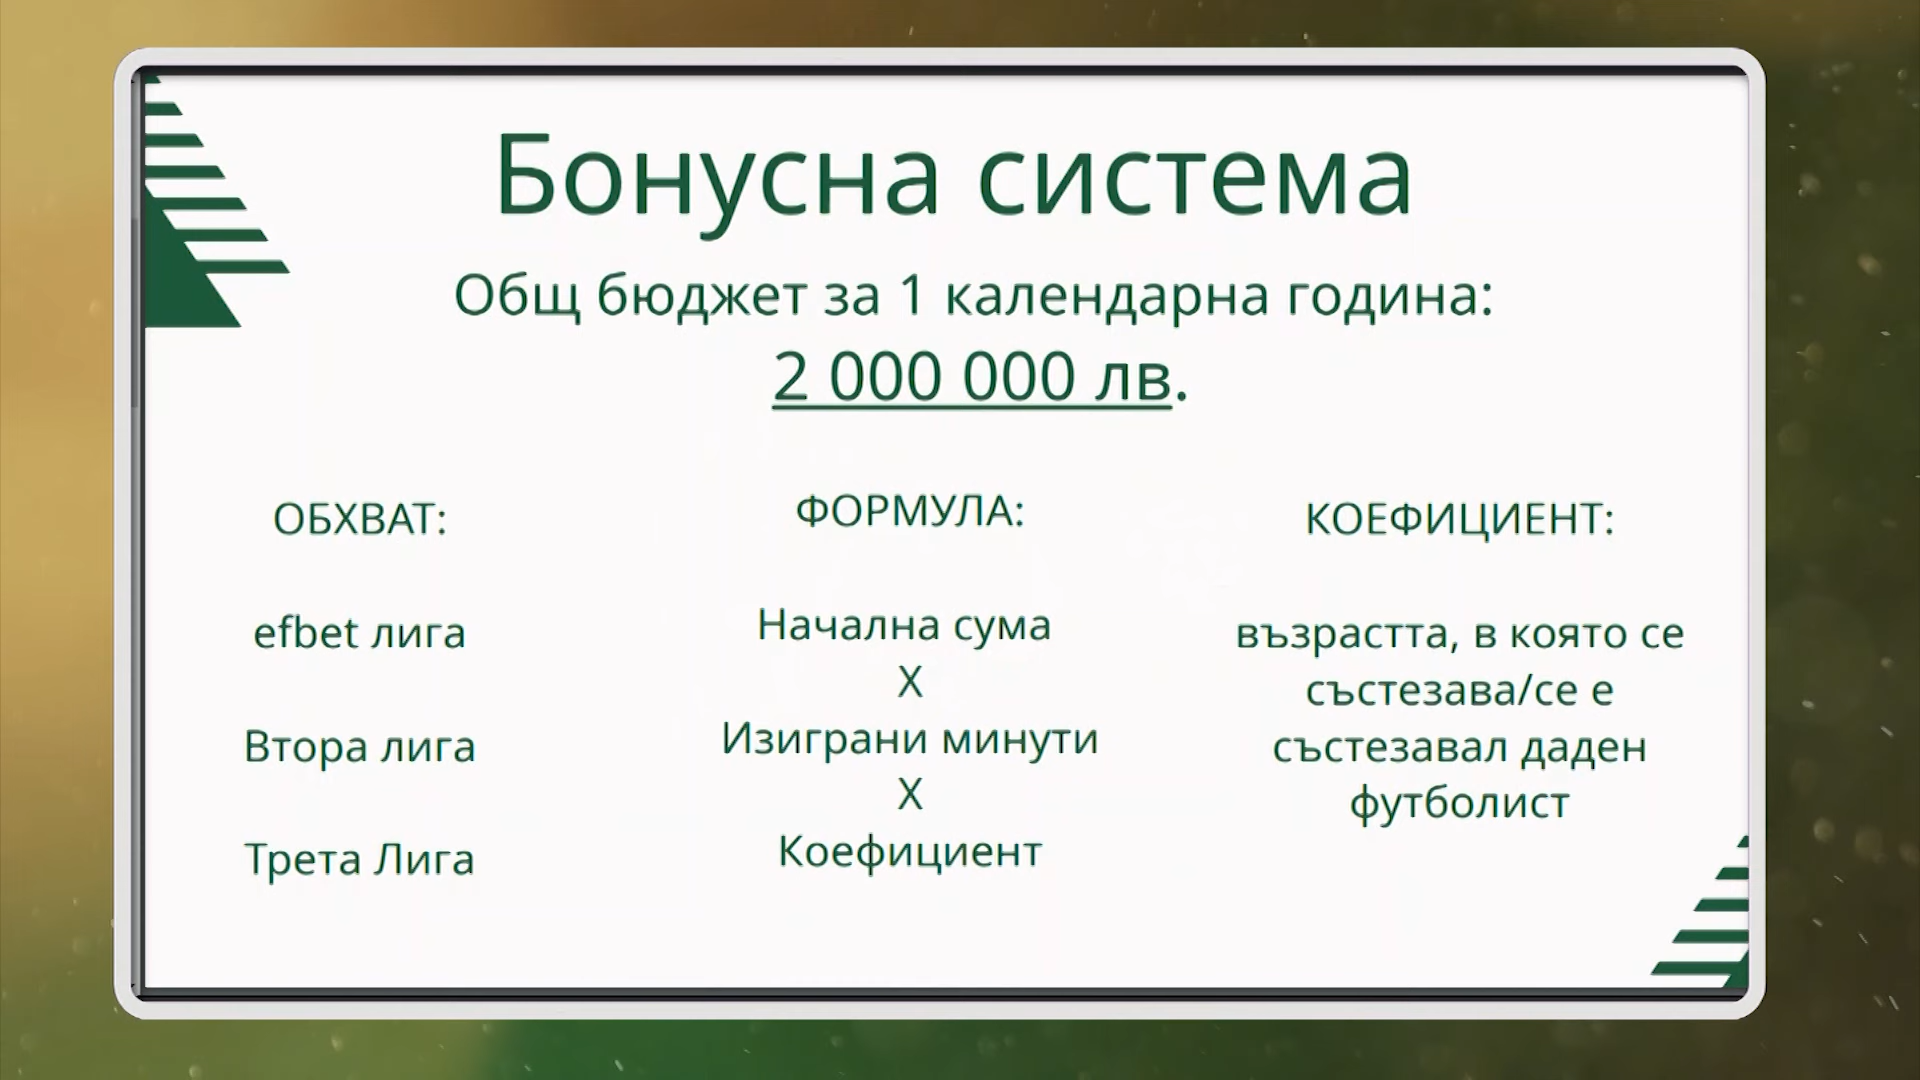 Бонусна система
Общ бюджет за 1 календарна година:
2 000 000 лв.
ОБХВАТ:
efbet лига
Втора лига
Трета Лига
ФОРМУЛА:
Начална сума
X
Изиграни минути
X
Коефициент
КОЕФИЦИЕНТ:
възрастта, в която се
състезава/се е
състезавал даден
футболист